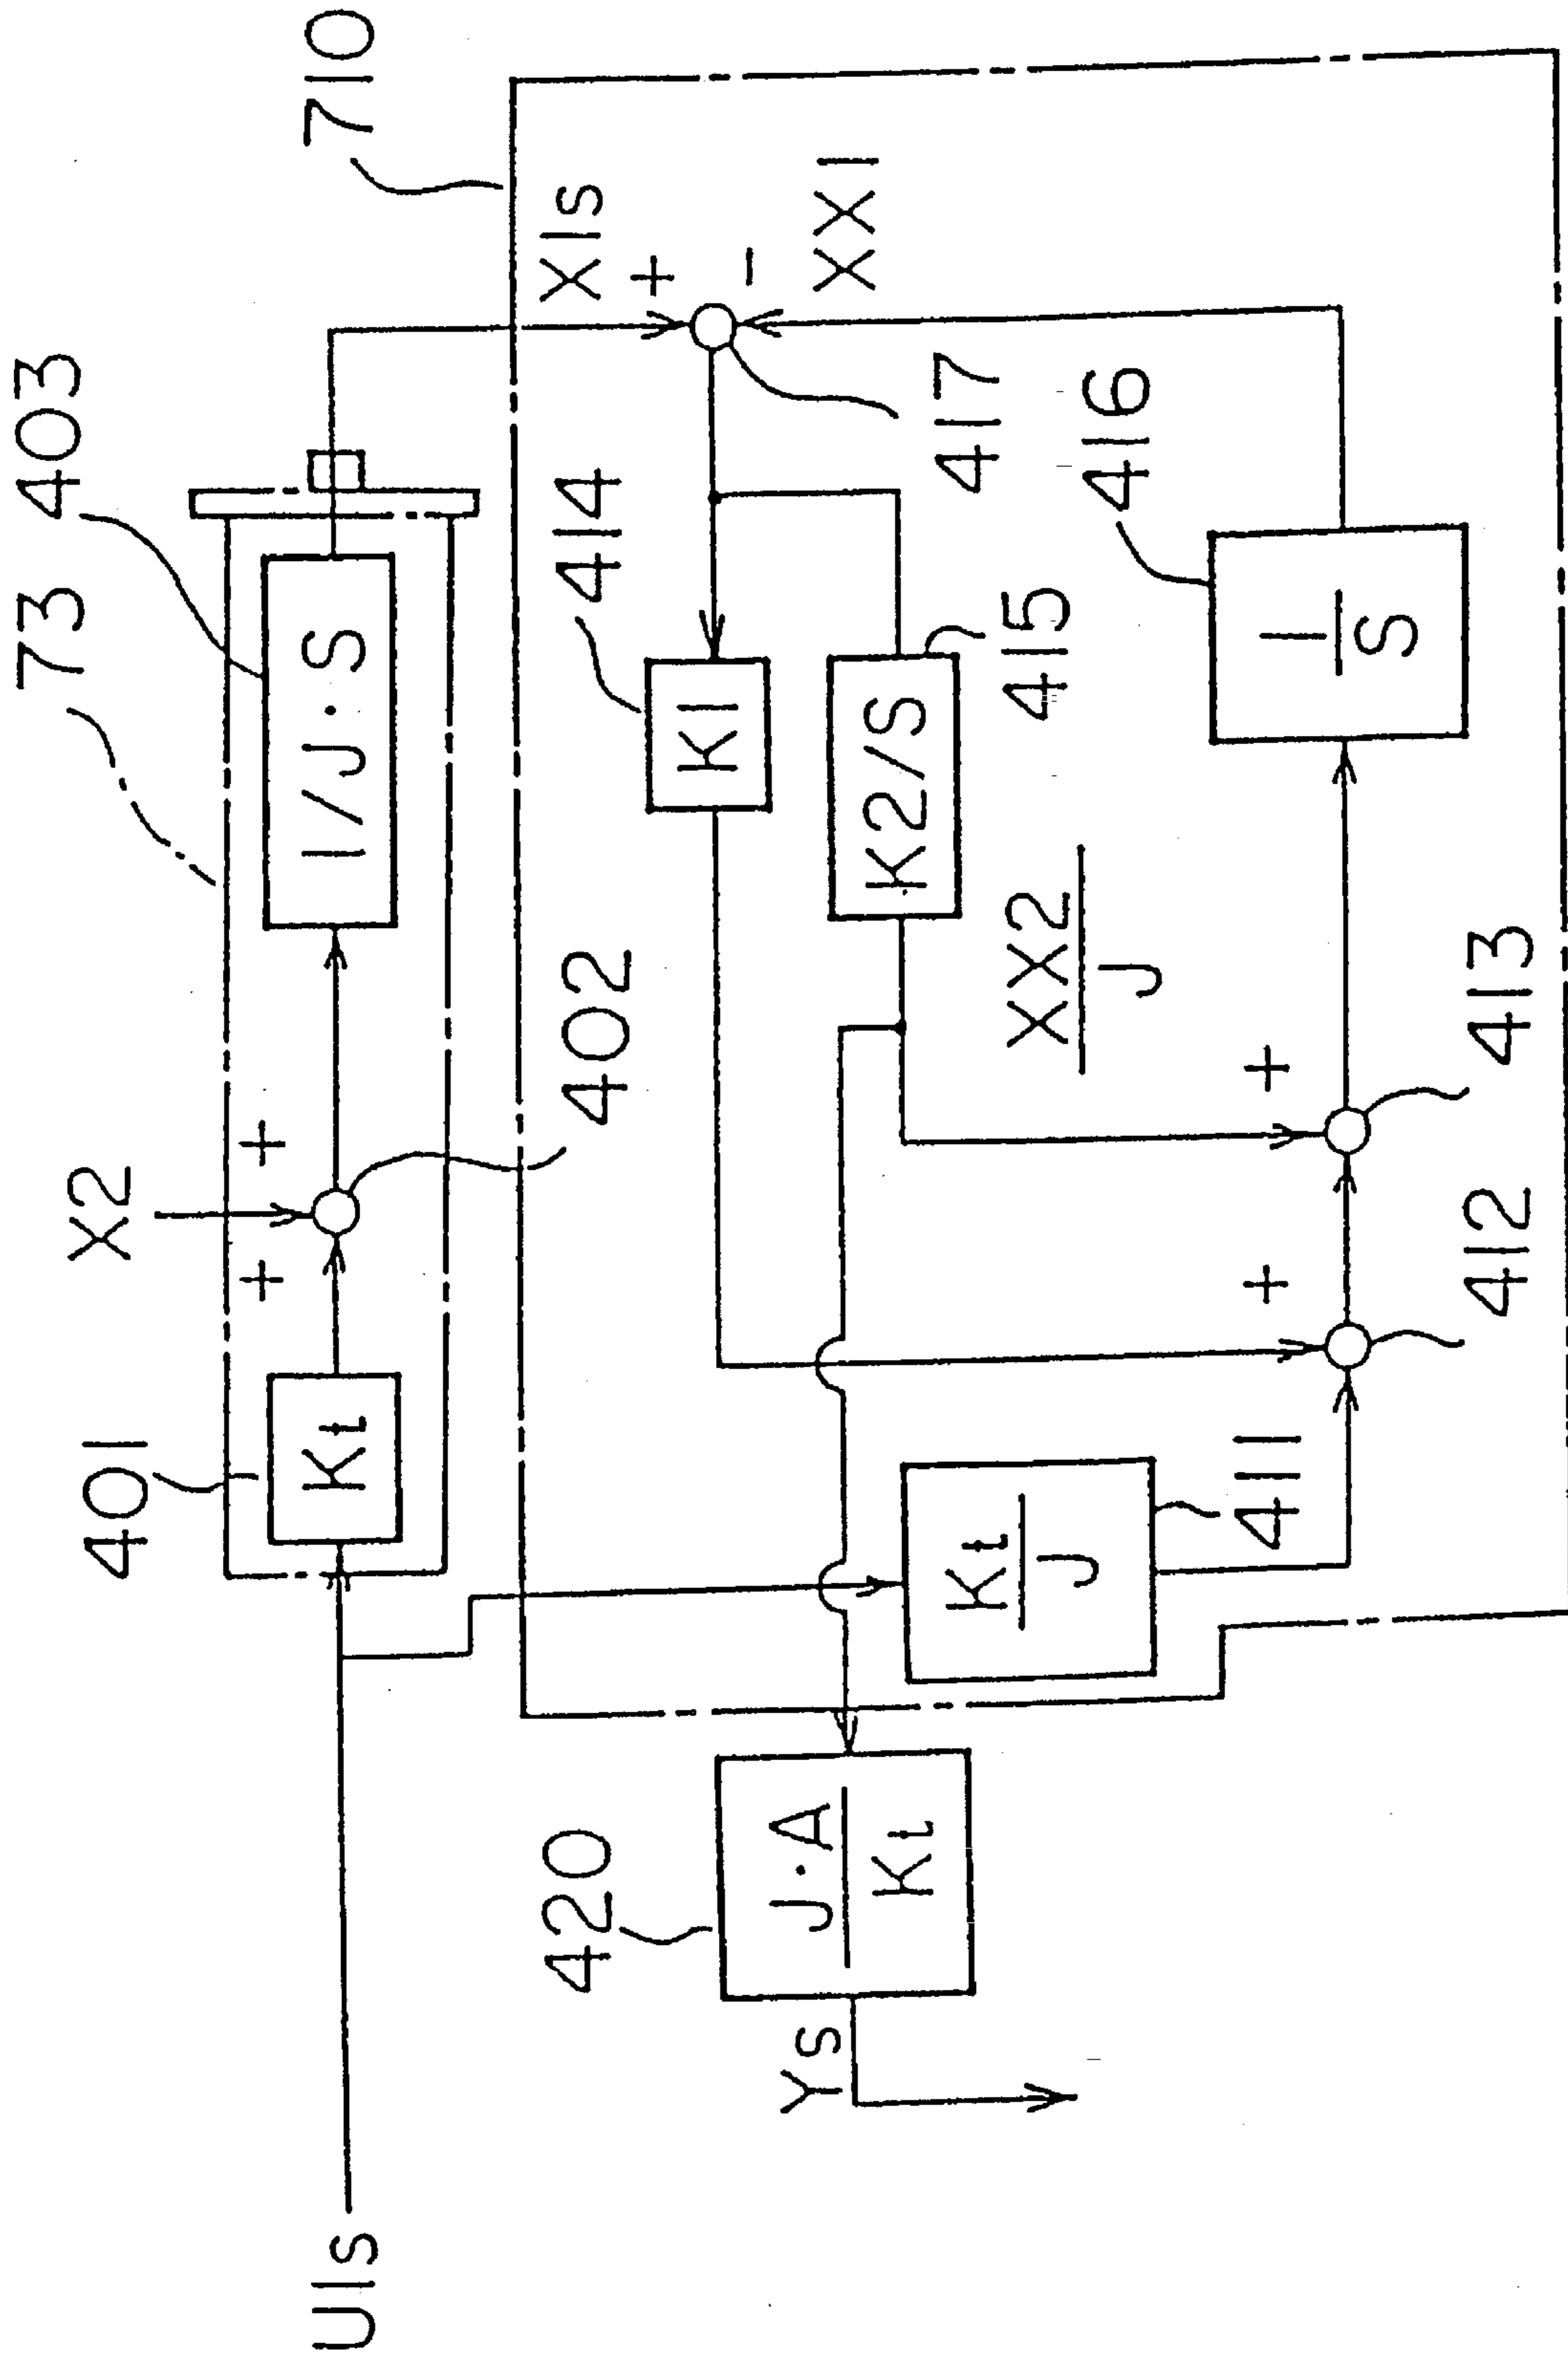 73
403
710
X2
401
Kt
+
+
1/J·S
402
X1s
+
−
XX1
U1s
414
K1
417
K2/S
415
416
1
S
XX2
J
420
J·A
Kt
Ys
Kt
J
411
+
412
+
413